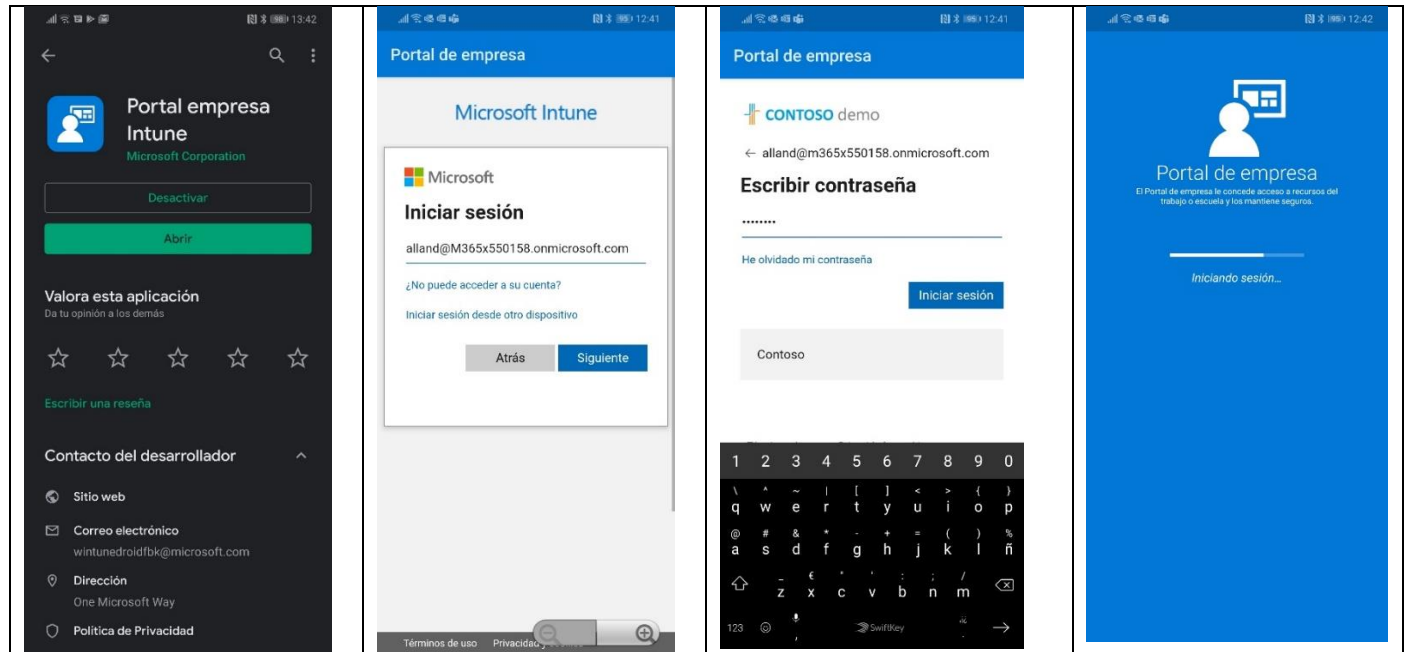 13:42
Portal empresa
Intune
Microsoft Corporation
Desactivar
Abrir
Valora esta aplicación
Da tu opinión a los demás
Escribir una reseña
Contacto del desarrollador
Sitio web
Correo electrónico
wintunedroidfbk@microsoft.com
Dirección
One Microsoft Way
Política de Privacidad
12:41
Portal de empresa
Microsoft Intune
Microsoft
Iniciar sesión
alland@M365x550158.onmicrosoft.com
¿No puede acceder a su cuenta?
Iniciar sesión desde otro dispositivo
Atrás Siguiente
Términos de uso Privacidad y
12:41
Portal de empresa
CONTOSO demo
← alland@m365x550158.onmicrosoft.com
Escribir contraseña
••••••••
He olvidado mi contraseña
Iniciar sesión
Contoso
1 2 3 4 5 6 7 8 9 0
\ ^ ~ | [ ] < > { }
q w e r t y u i o p
@ # & * - + = ( ) %
a s d f g h j k l ñ
_ € " ' : ; /
z x c v b n m
123 , SwiftKey .
12:42
Portal de empresa
El Portal de empresa le concede acceso a recursos del
trabajo o escuela y los mantiene seguros.
Iniciando sesión...